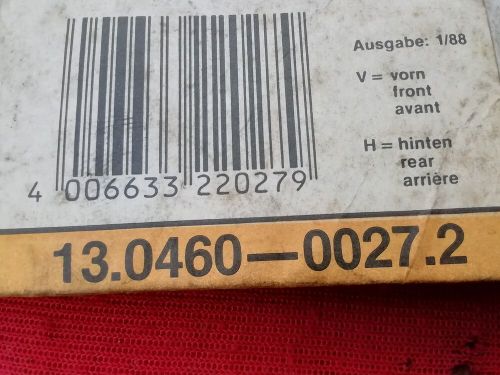 Ausgabe: 1/88
V = vorn
front
avant
H = hinten
rear
arrière
4 006633 220279
13.0460—0027.2